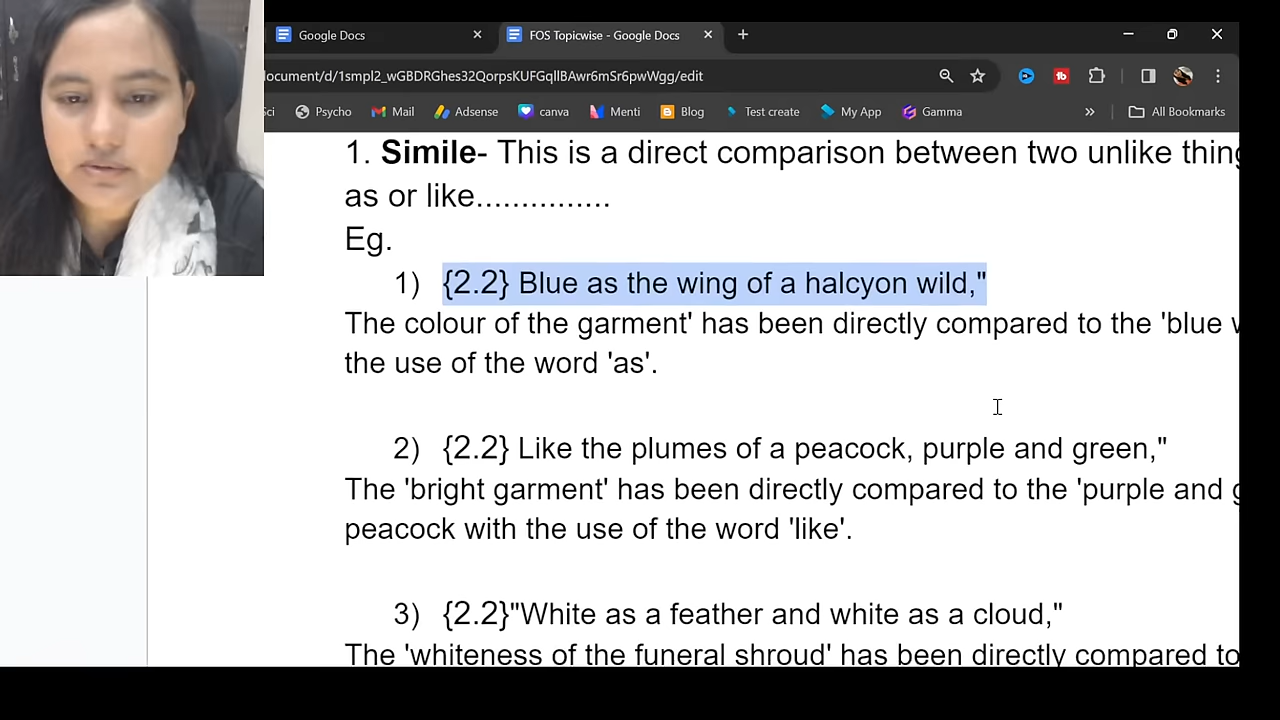 Google Docs
FOS Topicwise - Google Docs
ocument/d/1smpl2_wGBDRGhes32QorpsKUFGqllBAwr6mSr6pwWgg/edit
ci Psycho Mail Adsense canva Menti Blog Test create My App Gamma » All Bookmarks
1. Simile- This is a direct comparison between two unlike thing
as or like...............
Eg.
1) {2.2} Blue as the wing of a halcyon wild,"
The colour of the garment' has been directly compared to the 'blue w
the use of the word 'as'.
2) {2.2} Like the plumes of a peacock, purple and green,"
The 'bright garment' has been directly compared to the 'purple and g
peacock with the use of the word 'like'.
3) {2.2}"White as a feather and white as a cloud,"
The 'whiteness of the funeral shroud' has been directly compared to